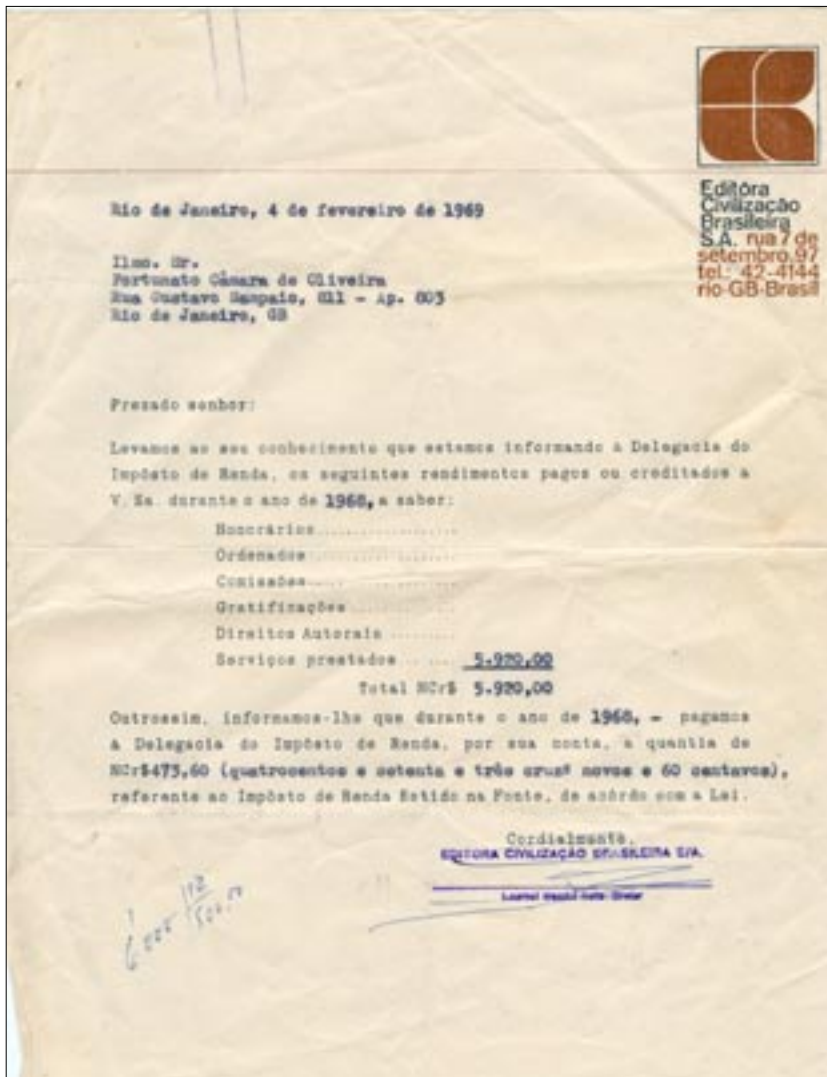 Editôra
Civilização
Brasileira
S.A. rua 7 de
setembro, 97
tel.: 42-4144
rio-GB-Brasil
Rio de Janeiro, 4 de fevereiro de 1969
Ilmo. Sr.
Fortunato Câmara de Oliveira
Rua Gustavo Sampaio, 811 - Ap. 803
Rio de Janeiro, GB
Prezado senhor:
Levamos ao seu conhecimento que estamos informando à Delegacia do
Impôsto de Renda, os seguintes rendimentos pagos ou creditados a
V. Sa. durante o ano de 1968, a saber:
Honorários..................
Ordenados ..................
Comissões..................
Gratificações ..............
Direitos Autorais .........
Serviços prestados ....... 5.920,00
Total NCr$ 5.920,00
Outrossim, informamos-lhe que durante o ano de 1968, - pagamos
à Delegacia do Impôsto de Renda, por sua conta, a quantia de
NCr$473,60 (quatrocentos e setenta e três cruzº novos e 60 centavos),
referente ao Impôsto de Renda Retido na Fonte, de acôrdo com a Lei.
Cordialmente,
EDITORA CIVILIZAÇÃO BRASILEIRA S/A.